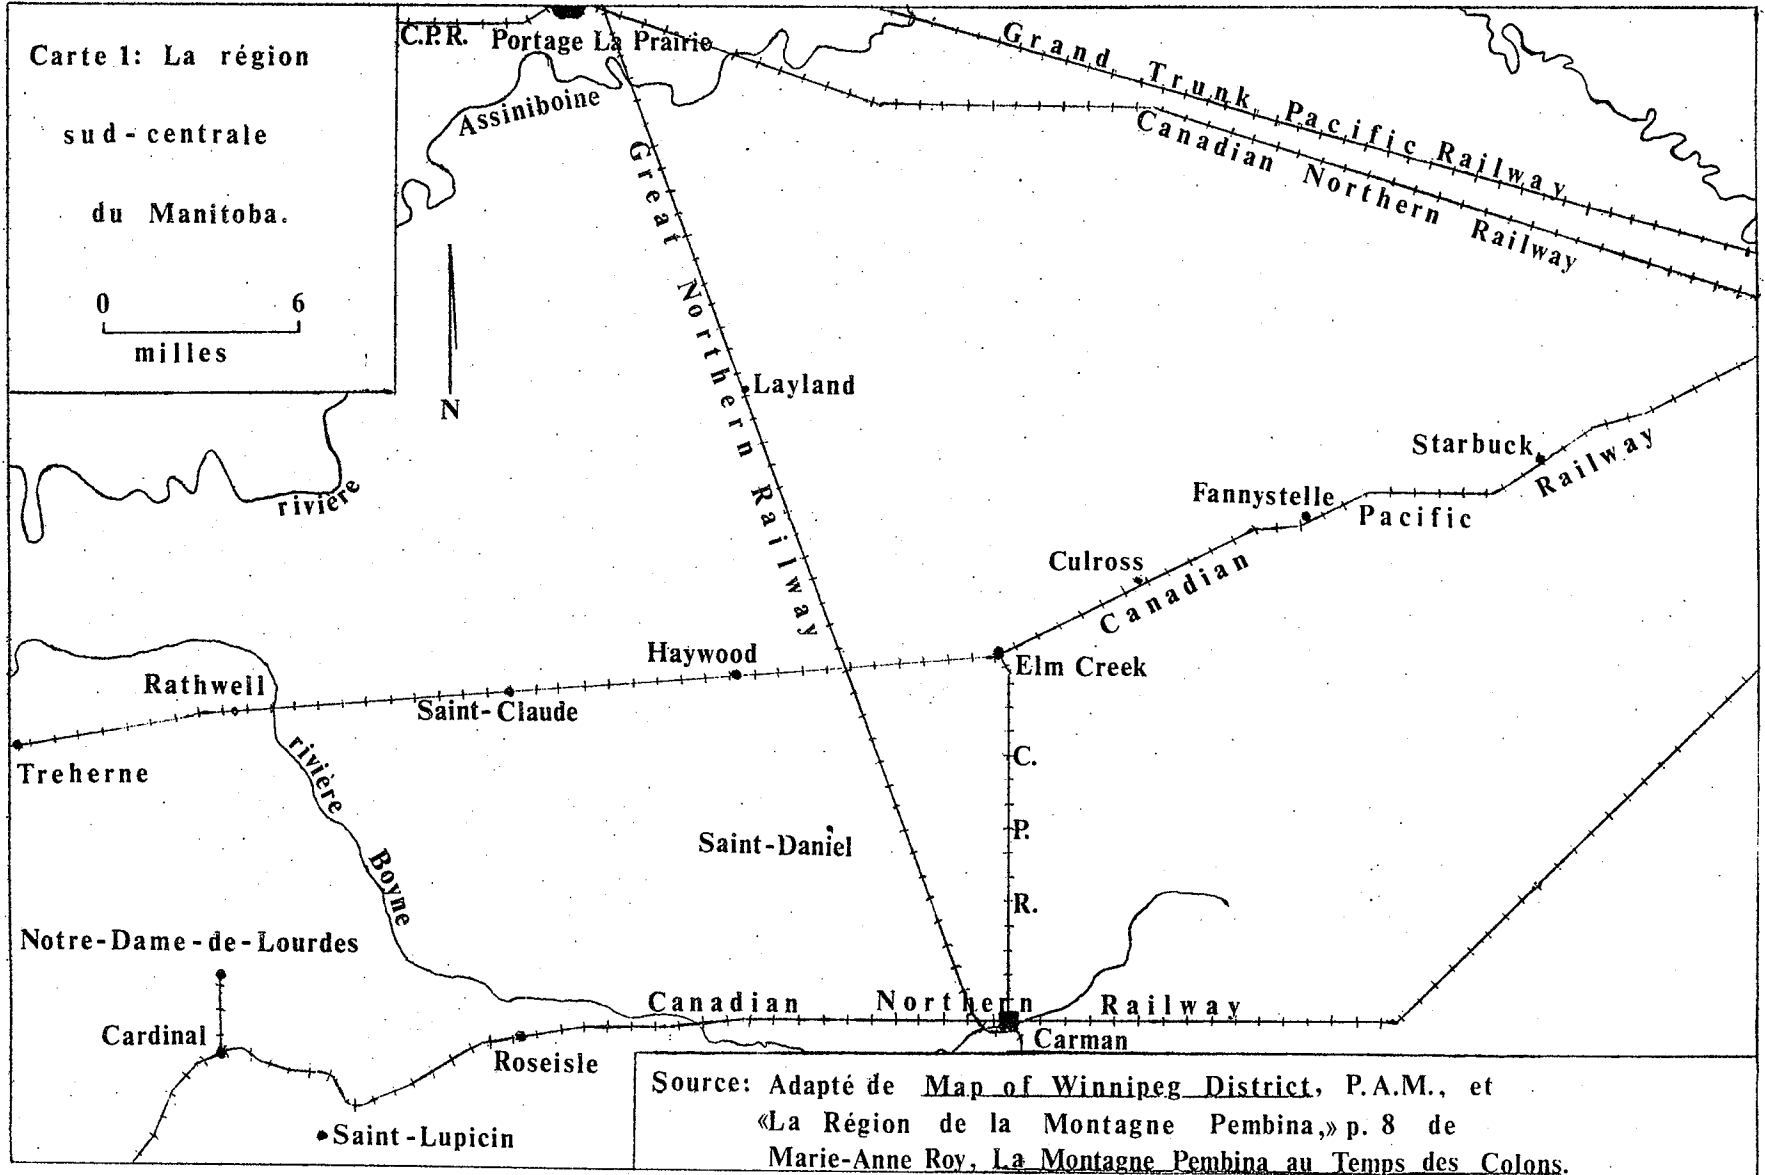 Carte 1: La région
sud-centrale
du Manitoba.
0 6
milles
C.P.R. Portage La Prairie
Assiniboine
Grand Trunk Pacific Railway
Canadian Northern Railway
Great Northern Railway
N
Layland
rivière
Starbuck
Fannystelle
Culross
Canadian Pacific Railway
Haywood
Elm Creek
Rathwell
Saint-Claude
Treherne
rivière Boyne
C. P. R.
Saint-Daniel
Notre-Dame-de-Lourdes
Canadian Northern Railway
Cardinal
Carman
Roseisle
Saint-Lupicin
Source: Adapté de Map of Winnipeg District, P.A.M., et
«La Région de la Montagne Pembina,» p. 8 de
Marie-Anne Roy, La Montagne Pembina au Temps des Colons.